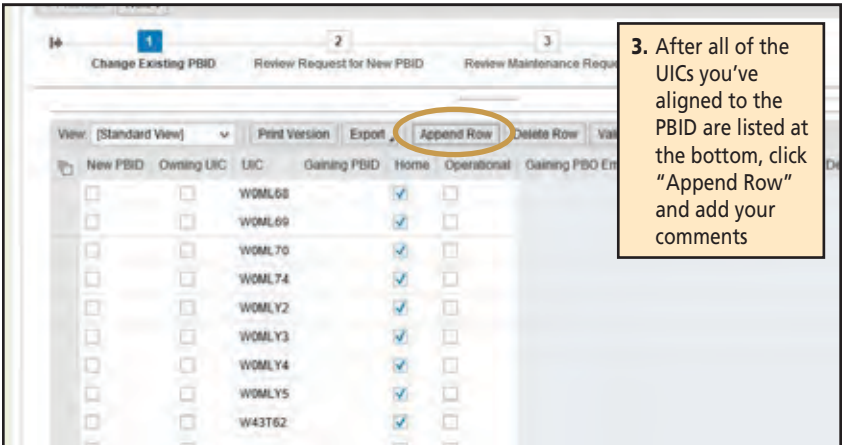 1
2
3
Change Existing PBID
Review Request for New PBID
Review Maintenance Reque
3. After all of the
UICs you've
aligned to the
PBID are listed at
the bottom, click
"Append Row"
and add your
comments
View: [Standard View]
Print Version
Export
Append Row
Delete Row
Val
New PBID
Owning UIC
UIC
Gaining PBID
Home
Operational
Gaining PBO Em
De
W0ML68
W0ML69
W0ML70
W0ML74
W0MLY2
W0MLY3
W0MLY4
W0MLY5
W43T62